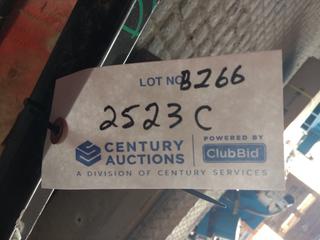 LOT NO B266
2523C
CENTURY AUCTIONS
POWERED BY
ClubBid
A DIVISION OF CENTURY SERVICES